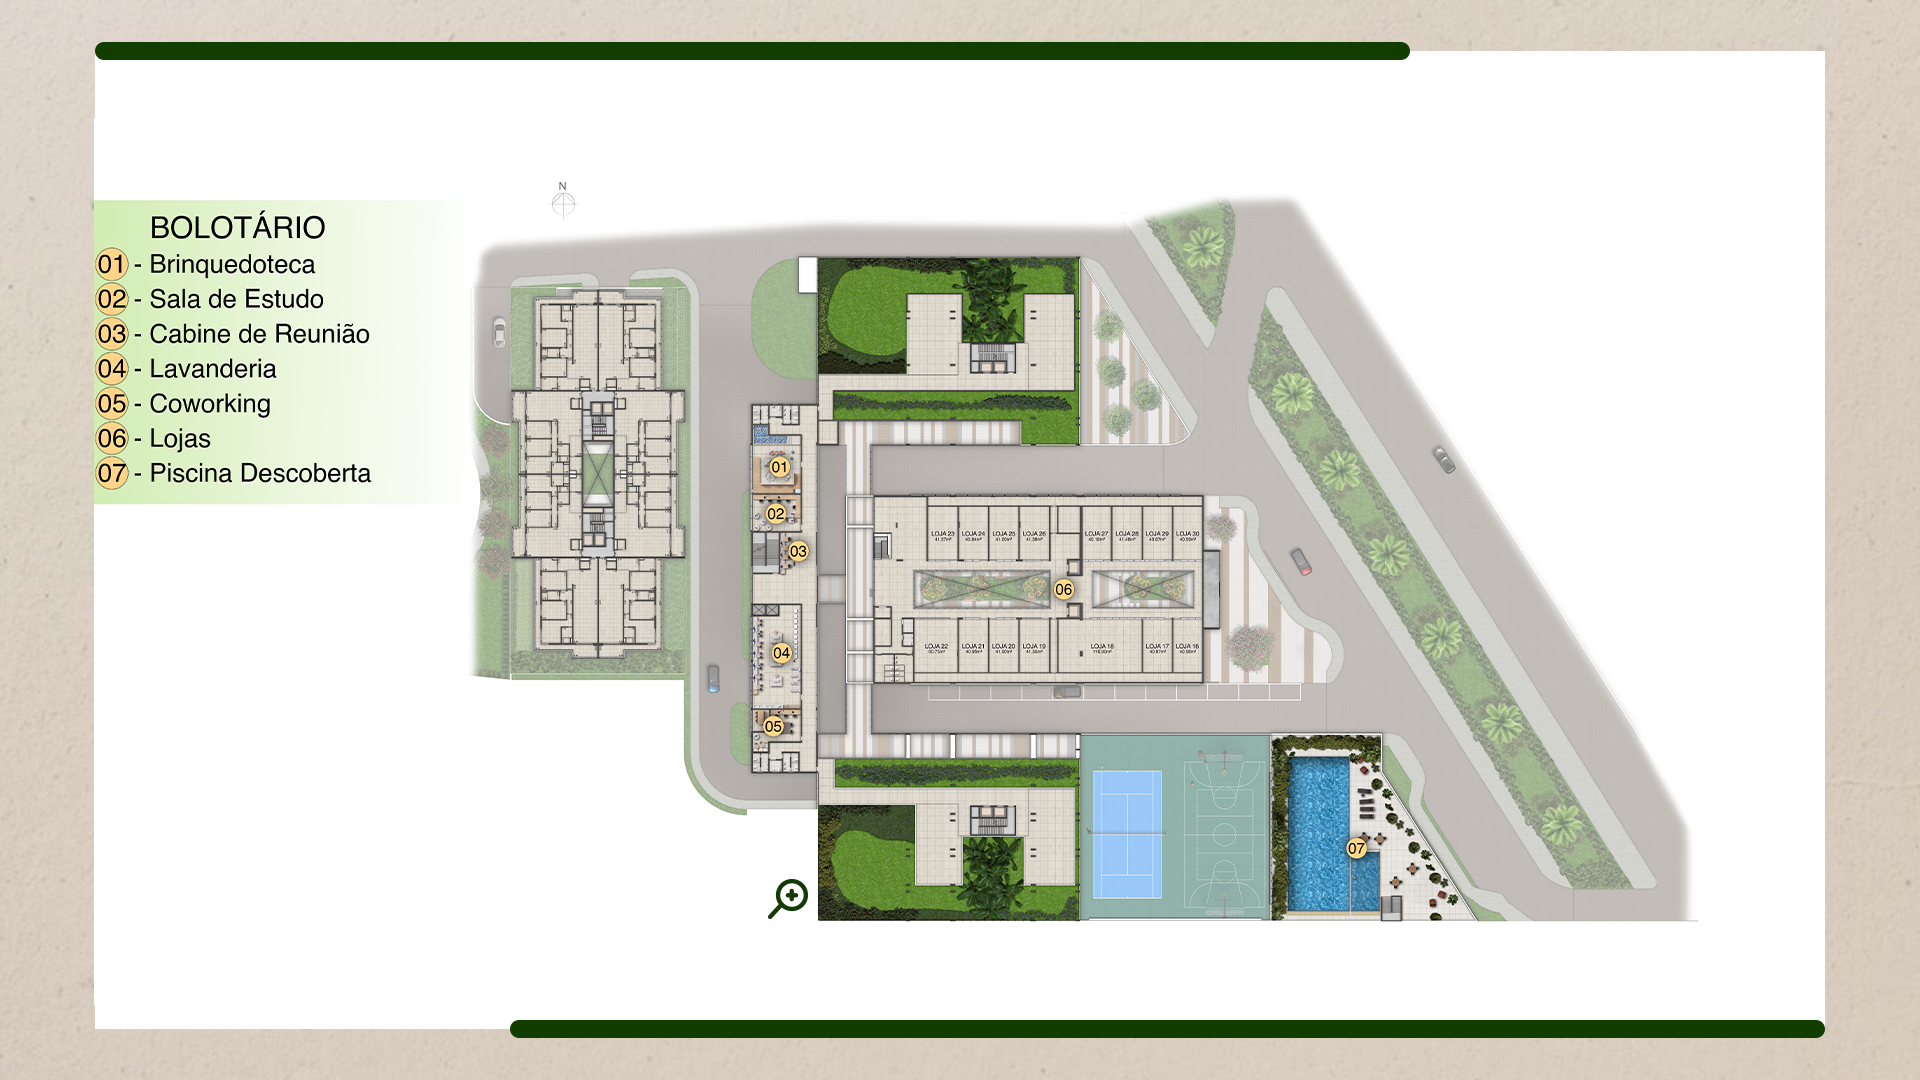 N
BOLOTÁRIO
01 - Brinquedoteca
02 - Sala de Estudo
03 - Cabine de Reunião
04 - Lavanderia
05 - Coworking
06 - Lojas
07 - Piscina Descoberta
01
02
03
LOJA 23 LOJA 24 LOJA 25 LOJA 26 LOJA 27 LOJA 28 LOJA 29 LOJA 30
06
04
LOJA 22 LOJA 21 LOJA 20 LOJA 19 LOJA 18 LOJA 17 LOJA 16
05
07